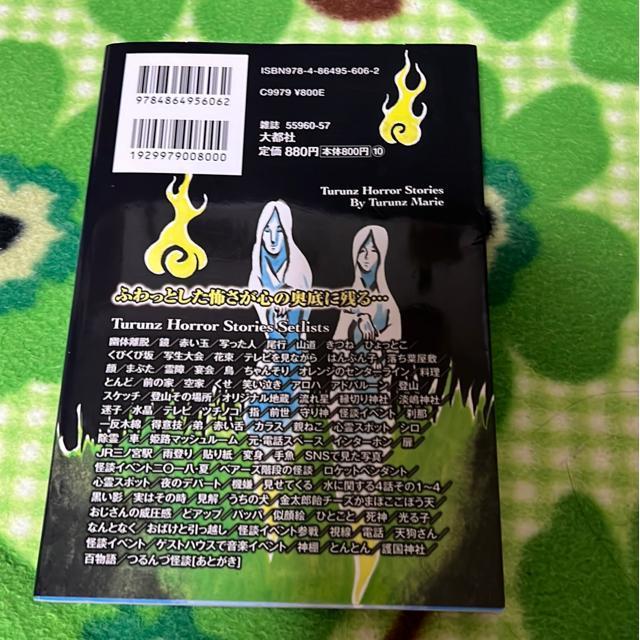 ISBN978-4-86495-606-2
9784864956062
C9979 ¥800E
1929979008000
雑誌 55960-57
大都社
定価 880円 本体800円 ⑩
Turunz Horror Stories
By Turunz Marie
ふわっとした怖さが心の奥底に残る…
Turunz Horror Stories Setlists
幽体離脱／鏡／赤い玉／写った人／尾行／山道／きつね／ひょっとこ／
くびくび坂／写生大会／花束／テレビを見ながら／はんぶん子／落ち葉屋敷
顔／まぶた／霊障／宴会／鳥／ちゃんそり／オレンジのセンターライン／料理
とんど／前の家／空家／くせ／笑い泣き／アロハ／アドバルーン／登山
スケッチ／登山その場所／オリジナル地蔵／流れ星／縁切り神社／淡嶋神社
迷子／水晶／テレビ／ツチノコ／ ／前世／守り神／怪談イベント／刹那
一反木綿／得意技／弟／赤い舌／カラス／親ねこ／心霊スポット／シロ
除霊／車／姫路マッシュルーム／元・電話スペース／インターホン／扉
JR三ノ宮駅／雨登り／貼り紙／変身／手魚／SNSで見た写真
怪談イベント二〇一八・夏／ベアーズ階段の怪談／ロケットペンダント／
心霊スポット／夜のデパート／機嫌／見せてくる／水に関する4話その1〜4
黒い影／実はその時／見解／うちの犬／金太郎飴チーズかまぼこごぼう天
おじさんの威圧感／どアップ／パッパ／似顔絵／ひとこと／死神／光る子
なんとなく／おばけと引っ越し／怪談イベント参戦／視線／電話／天狗さん
怪談イベント／ゲストハウスで音楽イベント／神棚／とんとん／護国神社
百物語／つるんづ怪談[あとがき]